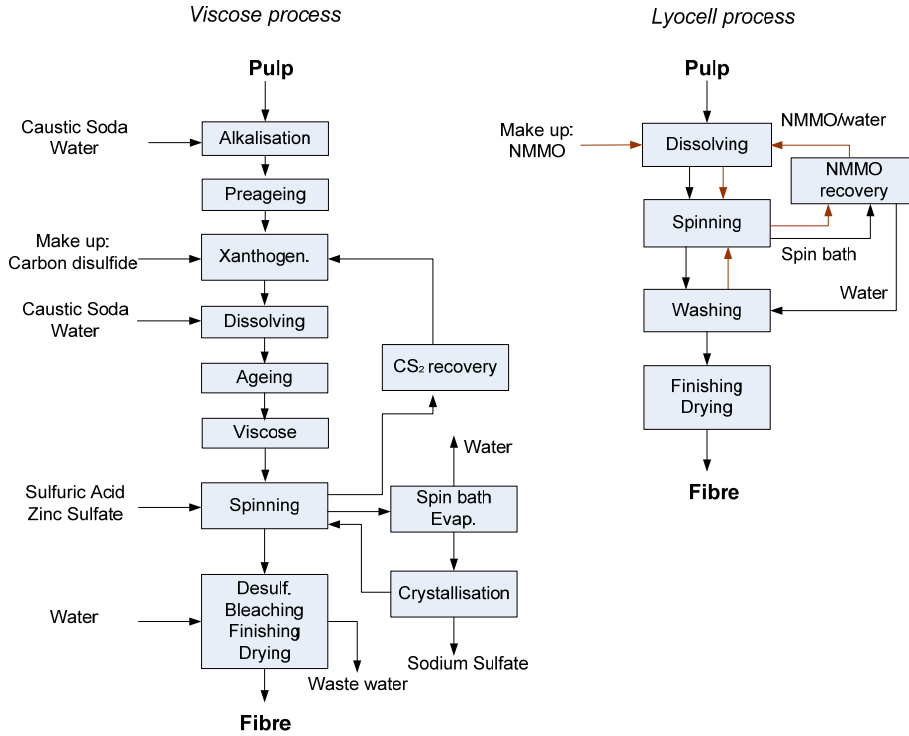 Viscose process
Pulp
Caustic Soda
Water
Alkalisation
Preageing
Make up:
Carbon disulfide
Xanthogen.
Caustic Soda
Water
Dissolving
Ageing
CS₂ recovery
Viscose
Water
Sulfuric Acid
Zinc Sulfate
Spinning
Spin bath
Evap.
Crystallisation
Water
Desulf.
Bleaching
Finishing
Drying
Sodium Sulfate
Waste water
Fibre
Lyocell process
Pulp
Make up:
NMMO
Dissolving
NMMO/water
NMMO
recovery
Spinning
Spin bath
Water
Washing
Finishing
Drying
Fibre